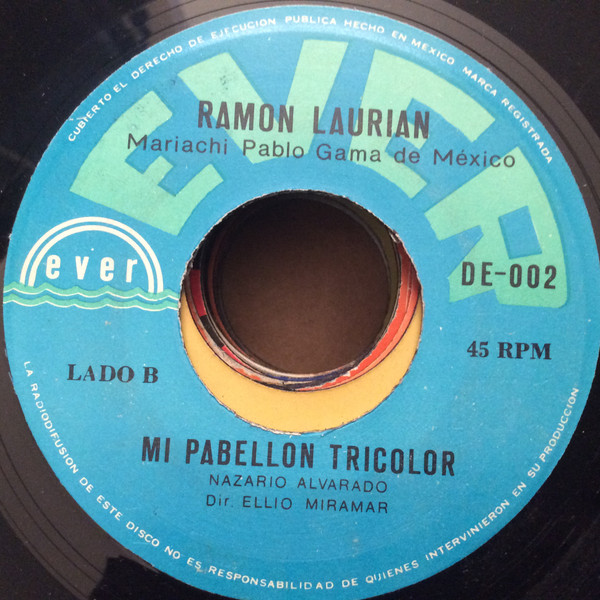 CUBIERTO EL DERECHO DE EJECUCION PUBLICA HECHO EN MEXICO MARCA REGISTRADA
EVER
RAMON LAURIAN
Mariachi Pablo Gama de México
ever
DE-002
LADO B
45 RPM
MI PABELLON TRICOLOR
NAZARIO ALVARADO
Dir. ELLIO MIRAMAR
LA RADIODIFUSION DE ESTE DISCO NO ES RESPONSABILIDAD DE QUIENES INTERVINIERON EN SU PRODUCCION